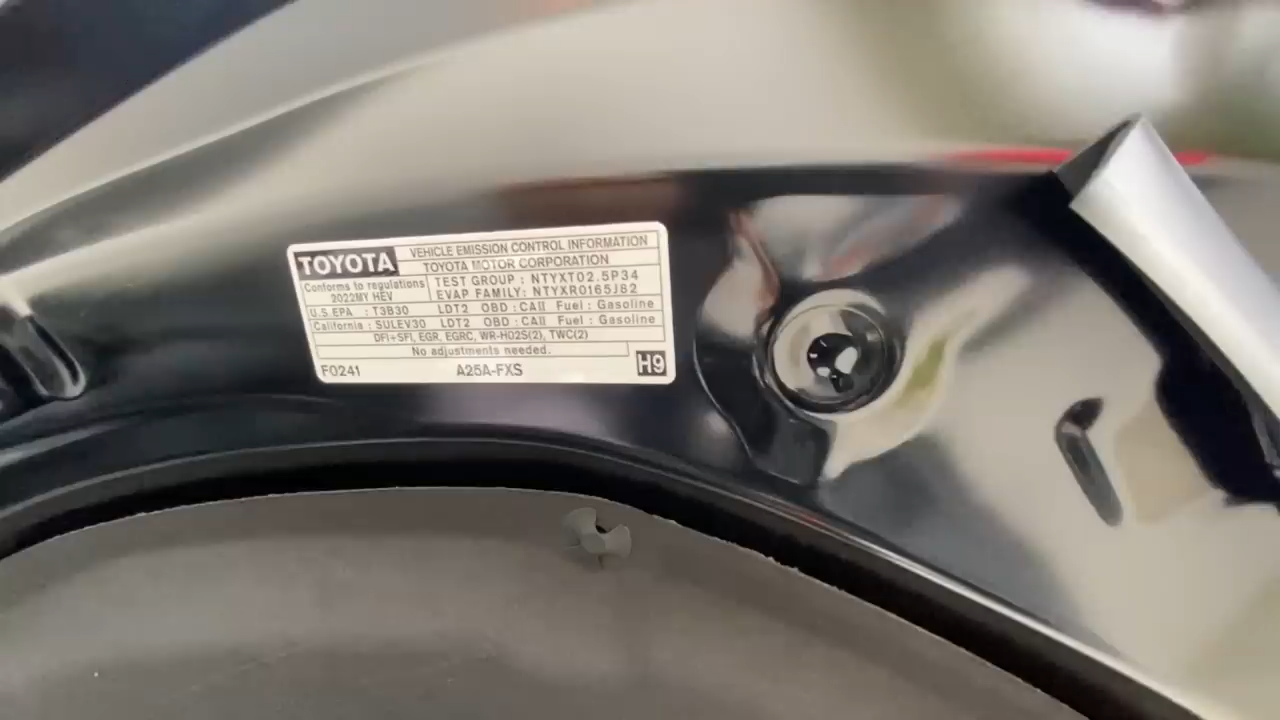 TOYOTA
VEHICLE EMISSION CONTROL INFORMATION
TOYOTA MOTOR CORPORATION
Conforms to regulations
2022MY HEV
TEST GROUP : NTYXT02.5P34
EVAP FAMILY: NTYXR0165J82
U.S.EPA : T3B30 LDT2 OBD : CAII Fuel : Gasoline
California : SULEV30 LDT2 OBD : CAII Fuel : Gasoline
DFI+SFI, EGR, EGRC, WR-HO2S(2), TWC(2)
No adjustments needed.
F0241 A25A-FXS H9